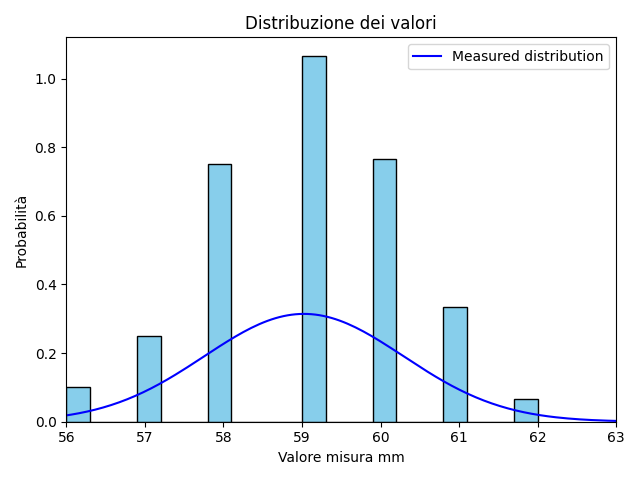 Distribuzione dei valori
Measured distribution
Probabilità
1.0
0.8
0.6
0.4
0.2
0.0
56 57 58 59 60 61 62 63
Valore misura mm